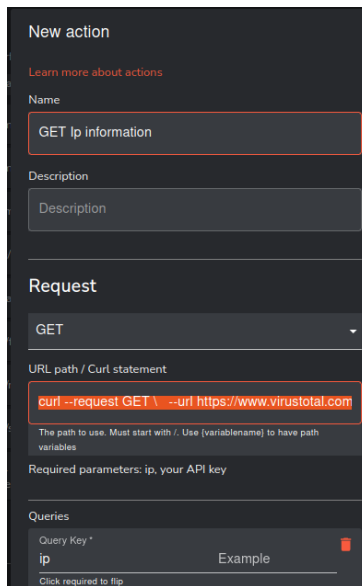 New action
Learn more about actions
Name
GET Ip information
Description
Description
Request
GET
URL path / Curl statement
curl --request GET \   --url https://www.virustotal.com
The path to use. Must start with /. Use {variablename} to have path
variables
Required parameters: ip, your API key
Queries
Query Key *
ip Example
Click required to flip